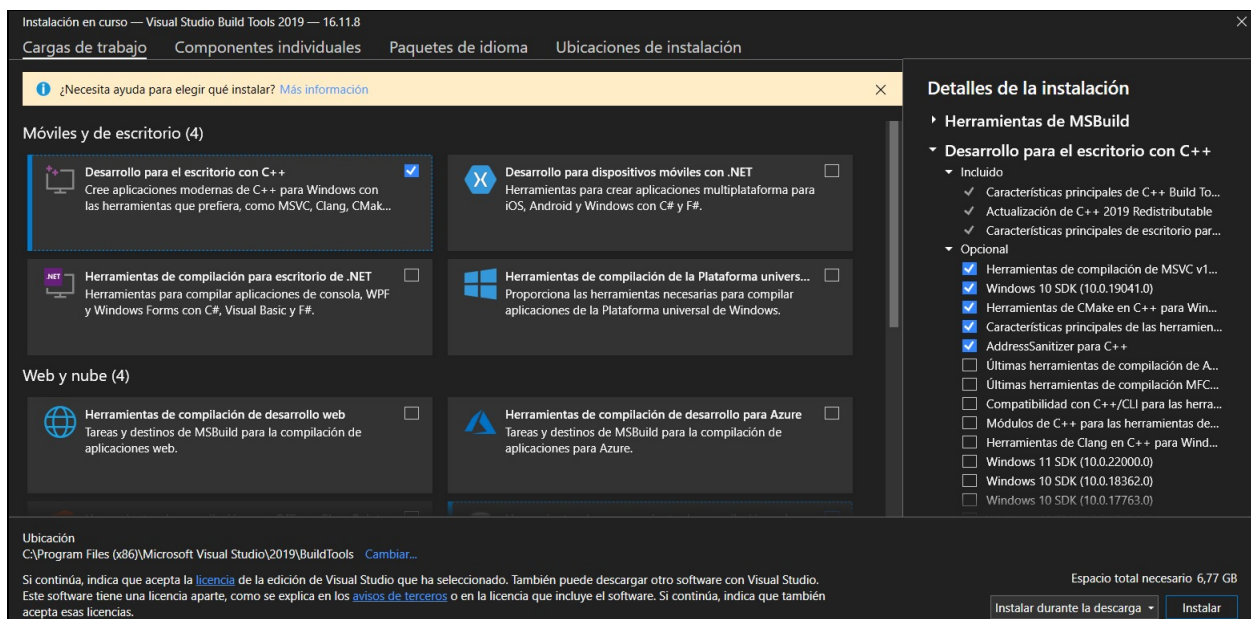 Instalación en curso — Visual Studio Build Tools 2019 — 16.11.8
Cargas de trabajo Componentes individuales Paquetes de idioma Ubicaciones de instalación
¿Necesita ayuda para elegir qué instalar? Más información
Móviles y de escritorio (4)
Desarrollo para el escritorio con C++
Cree aplicaciones modernas de C++ para Windows con
las herramientas que prefiera, como MSVC, Clang, CMak...
Desarrollo para dispositivos móviles con .NET
Herramientas para crear aplicaciones multiplataforma para
iOS, Android y Windows con C# y F#.
.NET
Herramientas de compilación para escritorio de .NET
Herramientas para compilar aplicaciones de consola, WPF
y Windows Forms con C#, Visual Basic y F#.
Herramientas de compilación de la Plataforma univers...
Proporciona las herramientas necesarias para compilar
aplicaciones de la Plataforma universal de Windows.
Web y nube (4)
Herramientas de compilación de desarrollo web
Tareas y destinos de MSBuild para la compilación de
aplicaciones web.
Herramientas de compilación de desarrollo para Azure
Tareas y destinos de MSBuild para la compilación de
aplicaciones para Azure.
Detalles de la instalación
Herramientas de MSBuild
Desarrollo para el escritorio con C++
Incluido
Características principales de C++ Build To...
Actualización de C++ 2019 Redistributable
Características principales de escritorio par...
Opcional
Herramientas de compilación de MSVC v1...
Windows 10 SDK (10.0.19041.0)
Herramientas de CMake en C++ para Win...
Características principales de las herramien...
AddressSanitizer para C++
Últimas herramientas de compilación de A...
Últimas herramientas de compilación MFC...
Compatibilidad con C++/CLI para las herra...
Módulos de C++ para las herramientas de...
Herramientas de Clang en C++ para Wind...
Windows 11 SDK (10.0.22000.0)
Windows 10 SDK (10.0.18362.0)
Windows 10 SDK (10.0.17763.0)
Ubicación
C:\Program Files (x86)\Microsoft Visual Studio\2019\BuildTools Cambiar...
Si continúa, indica que acepta la licencia de la edición de Visual Studio que ha seleccionado. También puede descargar otro software con Visual Studio.
Este software tiene una licencia aparte, como se explica en los avisos de terceros o en la licencia que incluye el software. Si continúa, indica que también
acepta esas licencias.
Espacio total necesario 6,77 GB
Instalar durante la descarga Instalar